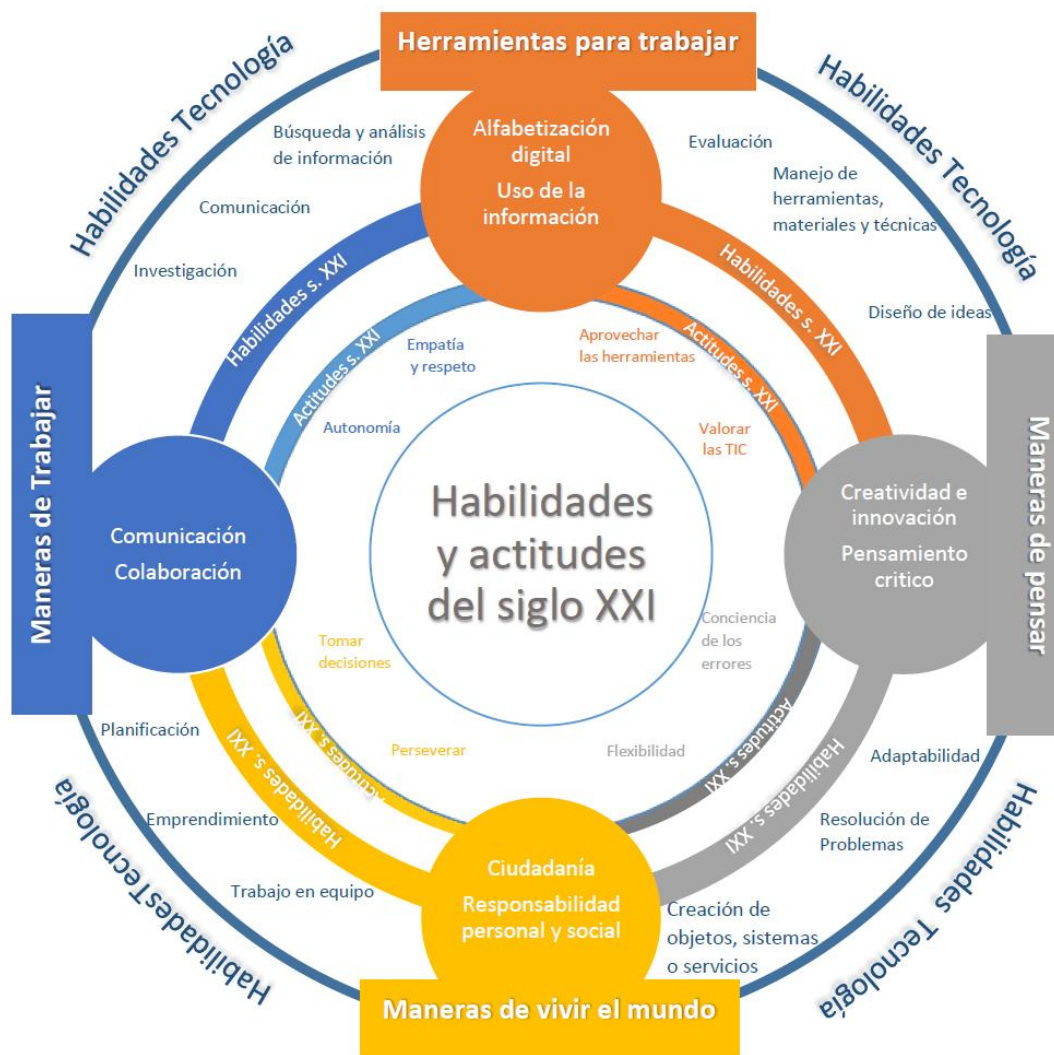 Herramientas para trabajar
Habilidades Tecnología
Habilidades Tecnología
Búsqueda y análisis
de información
Comunicación
Investigación
Alfabetización
digital
Uso de la
información
Evaluación
Manejo de
herramientas,
materiales y técnicas
Diseño de ideas
Habilidades s. XXI
Actitudes s. XXI
Empatía
y respeto
Autonomía
Aprovechar
las herramientas
Valorar
las TIC
Actitudes s. XXI
Habilidades s. XXI
Maneras de Trabajar
Comunicación
Colaboración
Habilidades
y actitudes
del siglo XXI
Creatividad e
innovación
Pensamiento
critico
Maneras de pensar
Tomar
decisiones
Perseverar
Conciencia
de los
errores
Flexibilidad
Actitudes s. XXI
Habilidades s. XXI
Actitudes s. XXI
Habilidades s. XXI
Planificación
Emprendimiento
Trabajo en equipo
Adaptabilidad
Resolución de
Problemas
Creación de
objetos, sistemas
o servicios
Ciudadanía
Responsabilidad
personal y social
HabilidadesTecnología
Habilidades Tecnología
Maneras de vivir el mundo